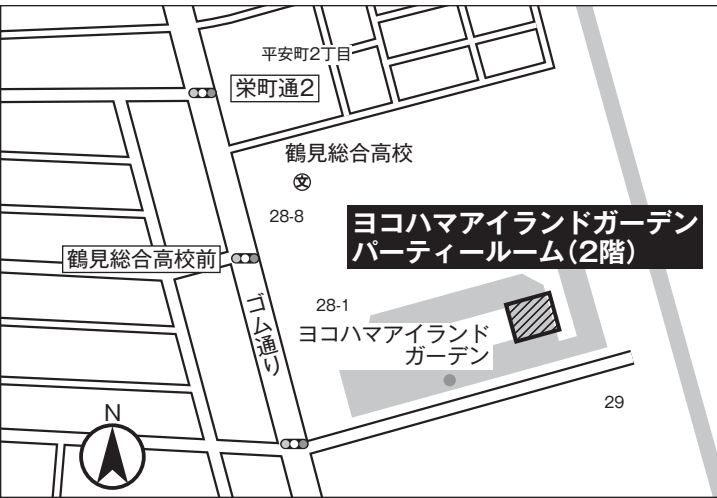 平安町2丁目
栄町通2
鶴見総合高校
文
28-8
ヨコハマアイランドガーデン
パーティールーム（2階）
鶴見総合高校前
ゴム通り
28-1
ヨコハマアイランド
ガーデン
29
N